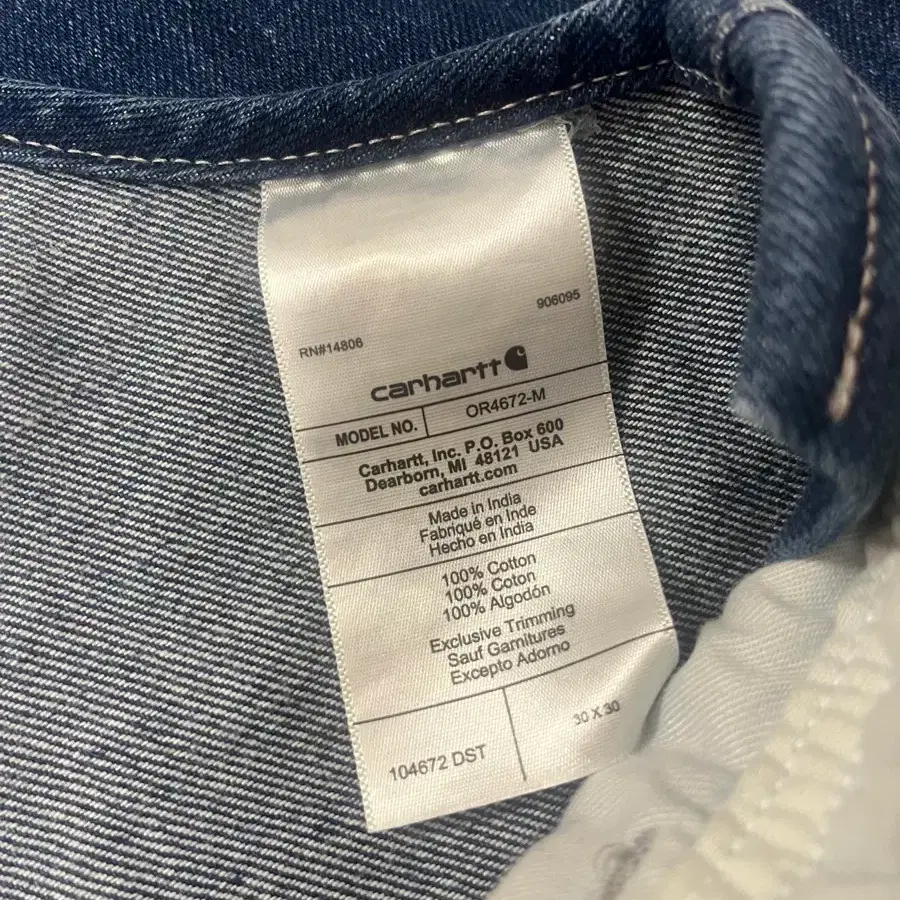 906095
RN#14806
carhartt
MODEL NO. OR4672-M
Carhartt, Inc. P.O. Box 600
Dearborn, MI 48121 USA
carhartt.com
Made in India
Fabriqué en Inde
Hecho en India
100% Cotton
100% Coton
100% Algodón
Exclusive Trimming
Sauf Garnitures
Excepto Adorno
104672 DST 30 X 30